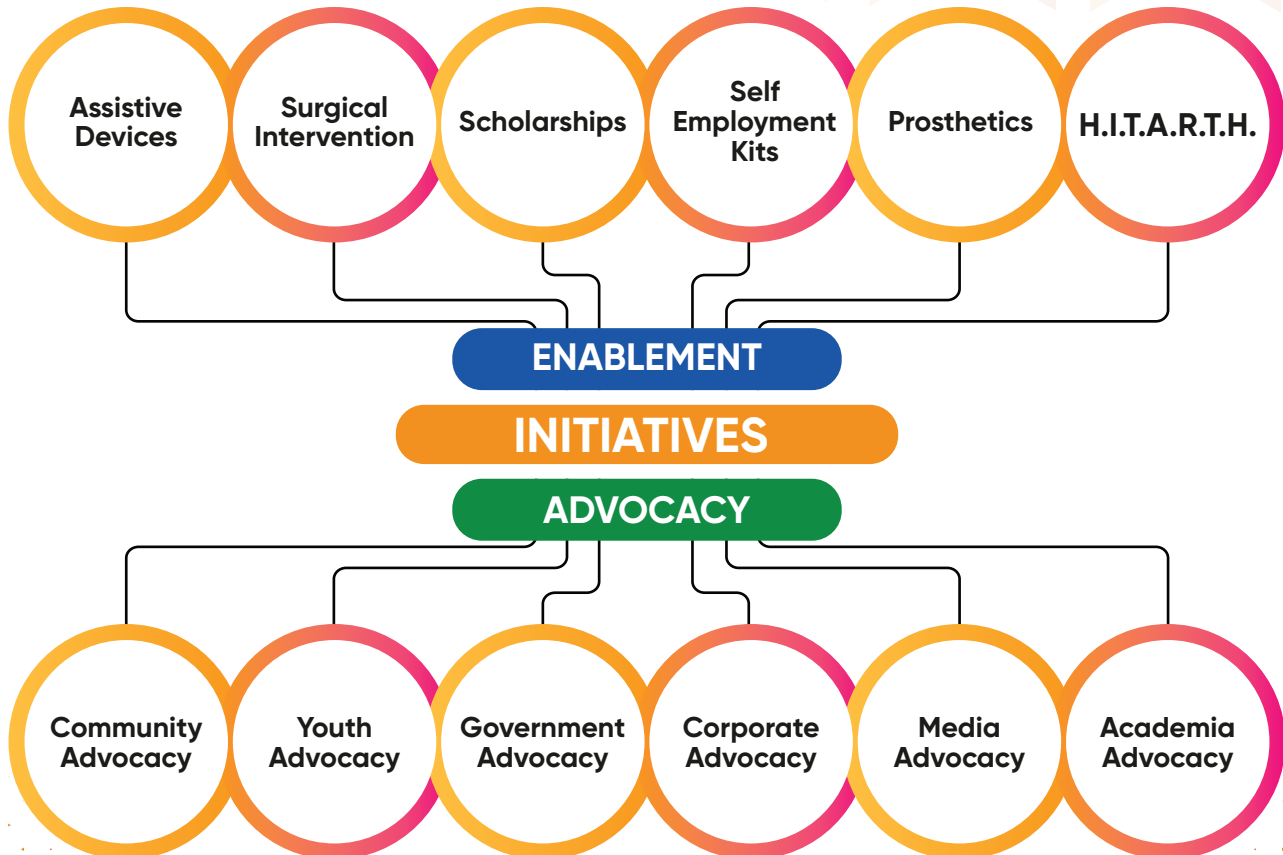 Assistive
Devices
Surgical
Intervention
Scholarships
Self
Employment
Kits
Prosthetics
H.I.T.A.R.T.H.
ENABLEMENT
INITIATIVES
ADVOCACY
Community
Advocacy
Youth
Advocacy
Government
Advocacy
Corporate
Advocacy
Media
Advocacy
Academia
Advocacy